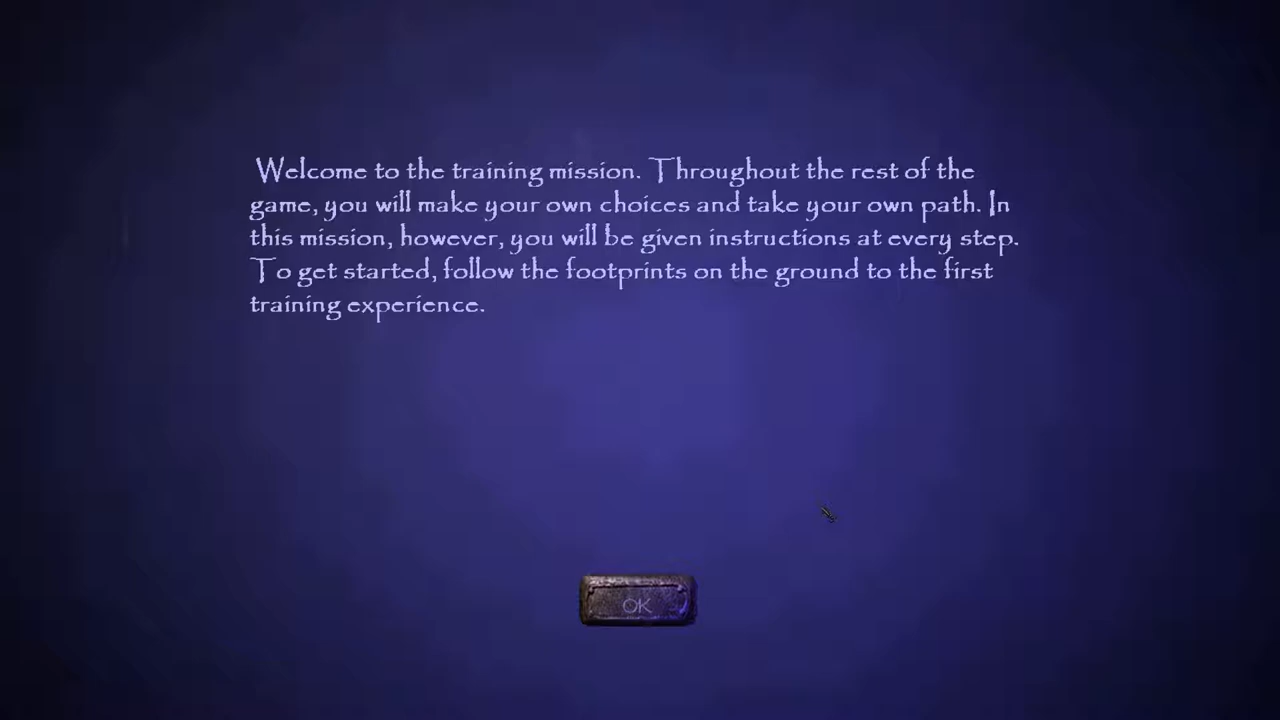 Welcome to the training mission. Throughout the rest of the
game, you will make your own choices and take your own path. In
this mission, however, you will be given instructions at every step.
To get started, follow the footprints on the ground to the first
training experience.
OK